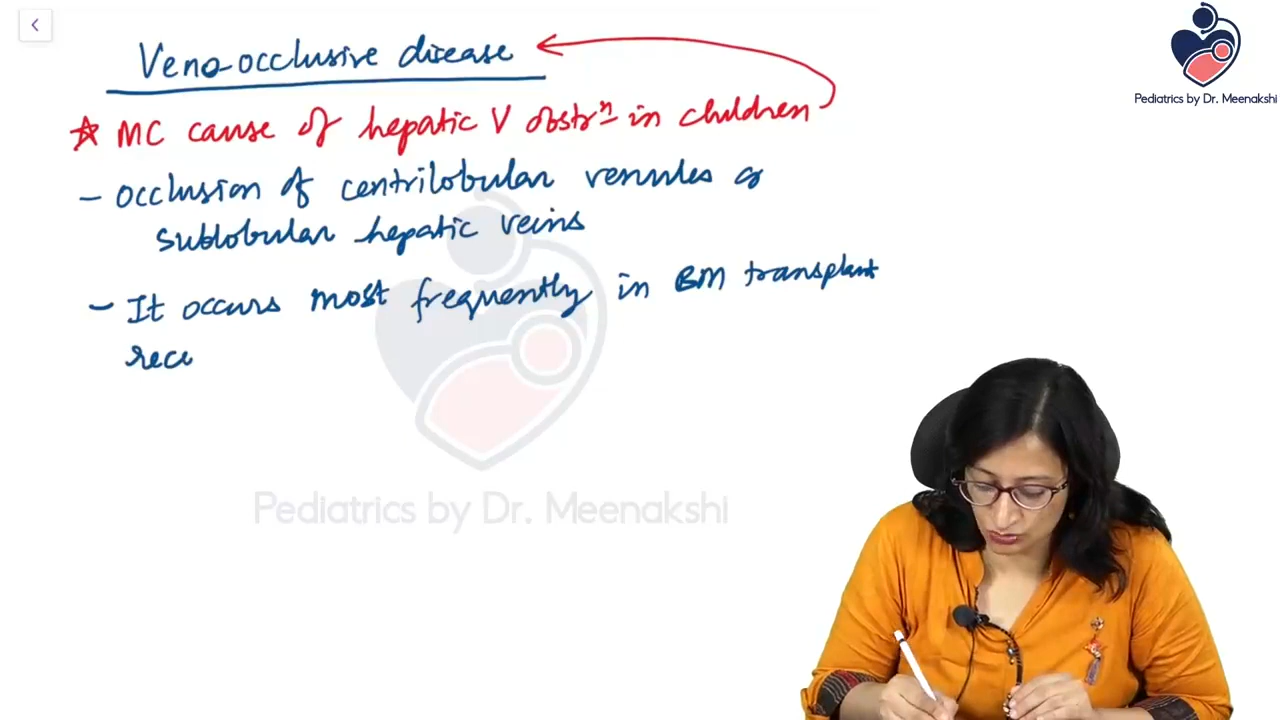 Veno-occlusive disease
☆ MC cause of hepatic V obstrⁿ in children
- Occlusion of centrilobular venules or
sublobular hepatic veins
- It occurs most frequently in BM transplant
rece
Pediatrics by Dr. Meenakshi
Pediatrics by Dr. Meenakshi